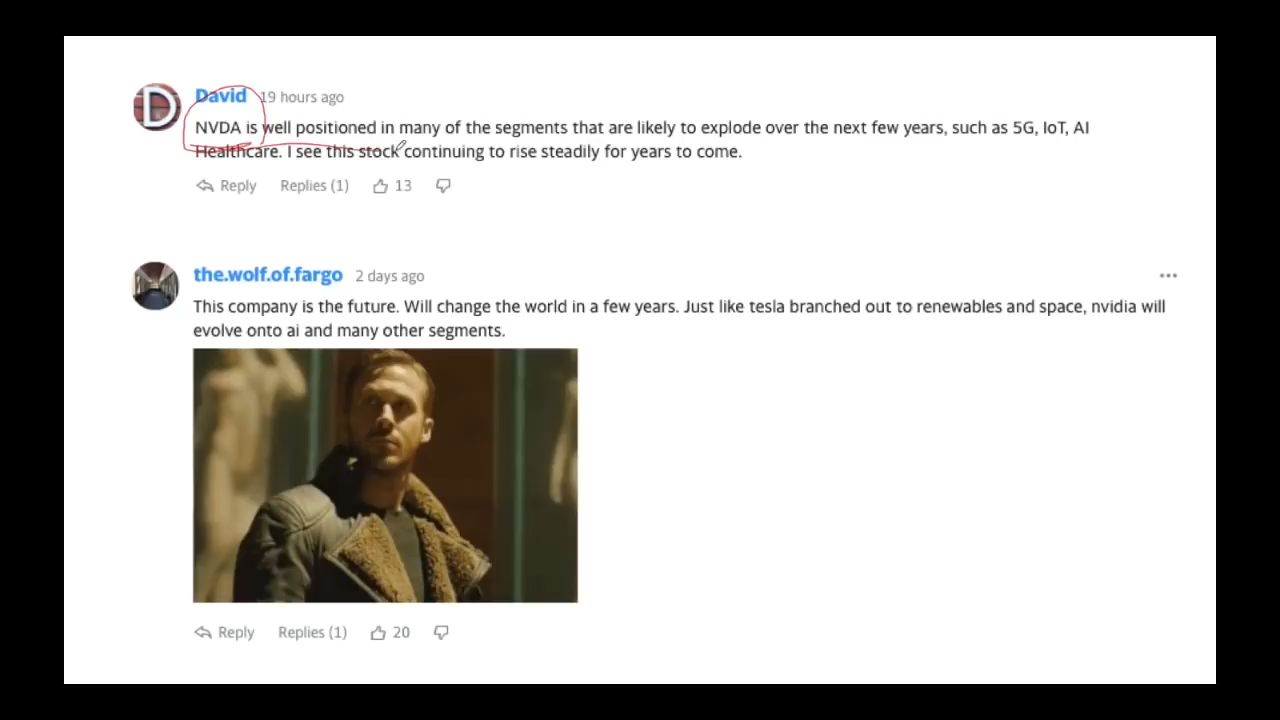 D
David 19 hours ago
NVDA is well positioned in many of the segments that are likely to explode over the next few years, such as 5G, IoT, AI
Healthcare. I see this stock continuing to rise steadily for years to come.
Reply Replies (1) 13
the.wolf.of.fargo 2 days ago
This company is the future. Will change the world in a few years. Just like tesla branched out to renewables and space, nvidia will
evolve onto ai and many other segments.
Reply Replies (1) 20